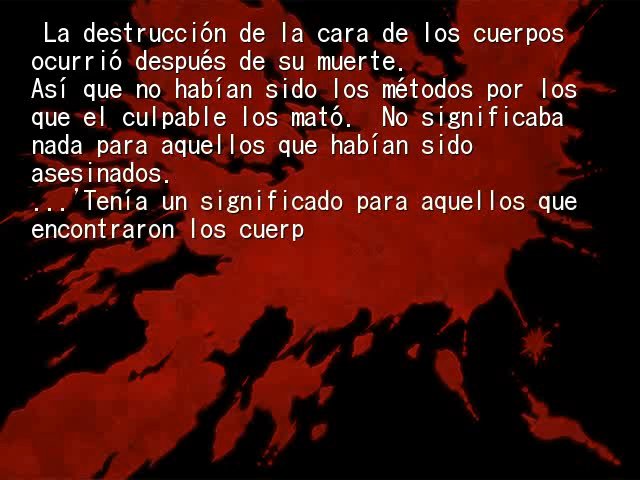 La destrucción de la cara de los cuerpos
ocurrió después de su muerte.
Así que no habían sido los métodos por los
que el culpable los mató.  No significaba
nada para aquellos que habían sido
asesinados.
...'Tenía un significado para aquellos que
encontraron los cuerp